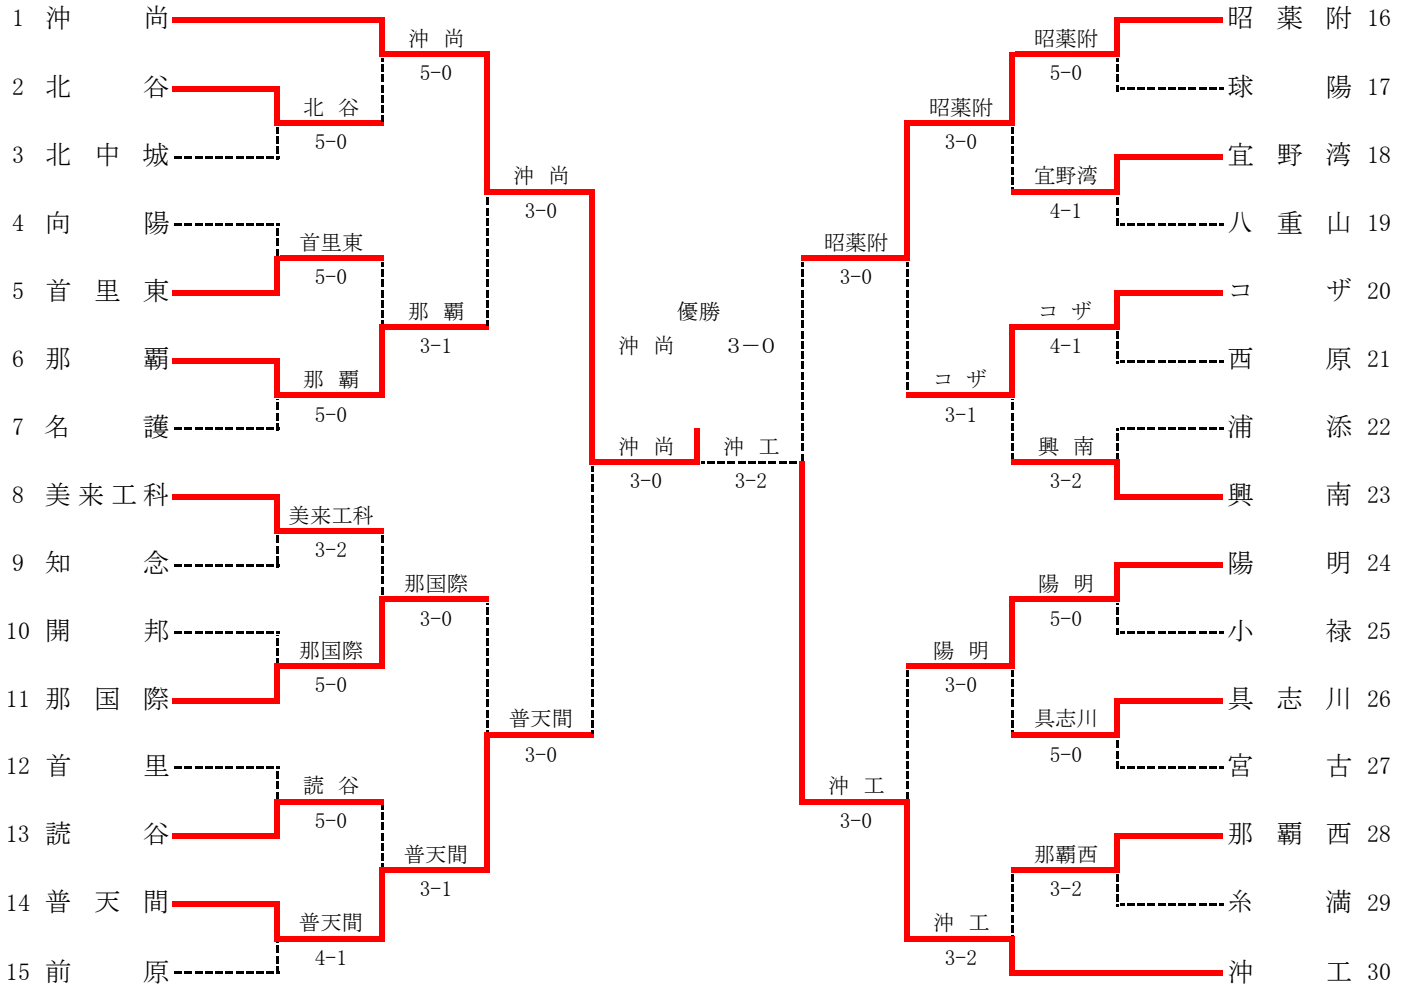 1 沖尚
2 北谷
3 北中城
4 向陽
5 首里東
6 那覇
7 名護
8 美来工科
9 知念
10 開邦
11 那国際
12 首里
13 読谷
14 普天間
15 前原
北谷
5-0
首里東
5-0
那覇
5-0
美来工科
3-2
那国際
5-0
読谷
5-0
普天間
4-1
沖尚
5-0
那覇
3-1
那国際
3-0
普天間
3-1
沖尚
3-0
普天間
3-0
沖尚
3-0
優勝
沖尚 3-0
沖工
3-2
昭薬附
3-0
沖工
3-0
昭薬附
3-0
コザ
3-1
陽明
3-0
沖工
3-2
昭薬附
5-0
宜野湾
4-1
コザ
4-1
興南
3-2
陽明
5-0
具志川
5-0
那覇西
3-2
昭薬附 16
球陽 17
宜野湾 18
八重山 19
コザ 20
西原 21
浦添 22
興南 23
陽明 24
小禄 25
具志川 26
宮古 27
那覇西 28
糸満 29
沖工 30